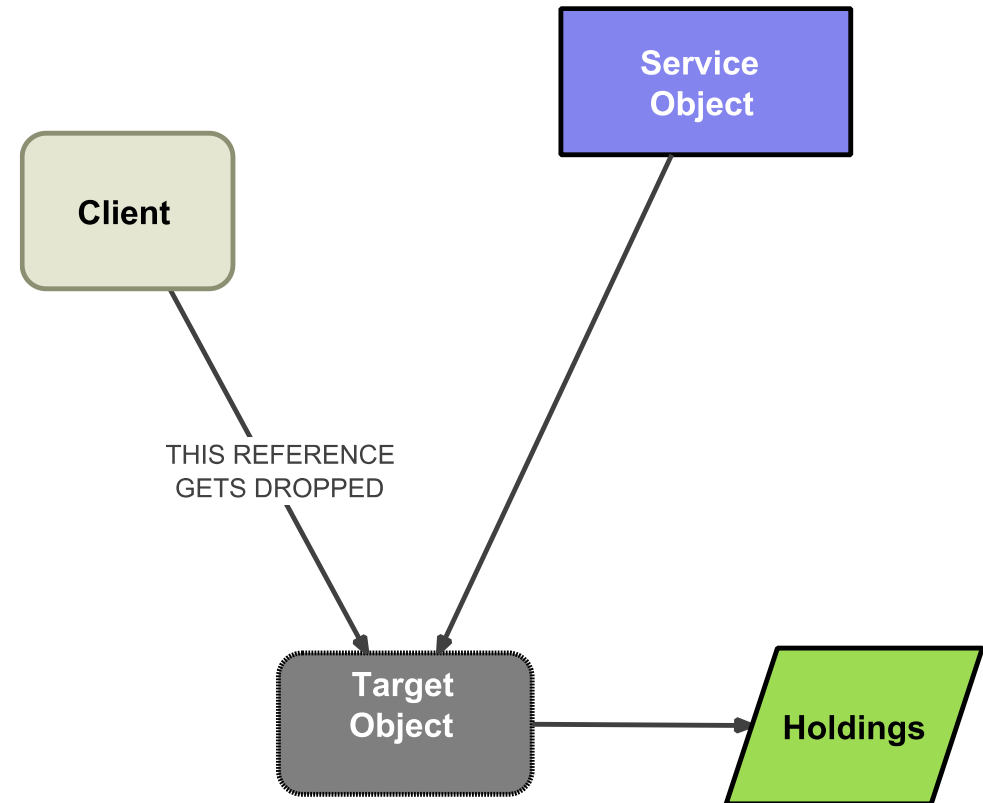 Service
Object
Client
THIS REFERENCE
GETS DROPPED
Target
Object
Holdings